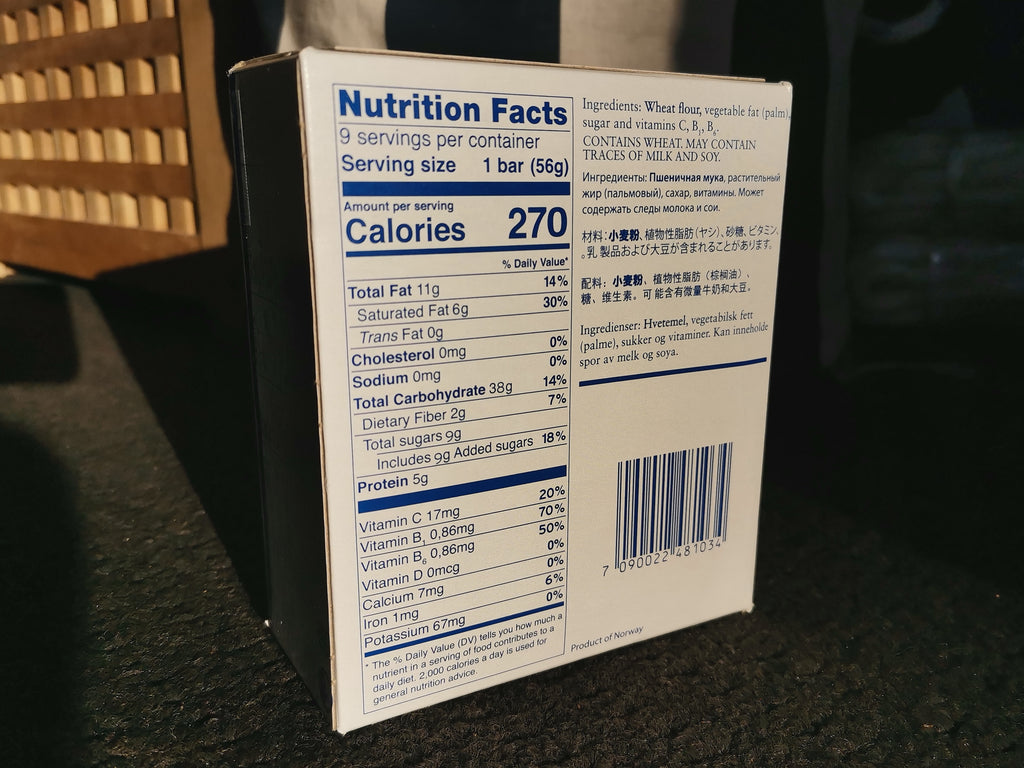 Nutrition Facts
9 servings per container
Serving size 1 bar (56g)
Amount per serving
Calories 270
% Daily Value*
Total Fat 11g 14%
Saturated Fat 6g 30%
Trans Fat 0g
Cholesterol 0mg 0%
Sodium 0mg 0%
Total Carbohydrate 38g 14%
Dietary Fiber 2g 7%
Total sugars 9g
Includes 9g Added sugars 18%
Protein 5g
Vitamin C 17mg 20%
Vitamin B₁ 0,86mg 70%
Vitamin B₆ 0,86mg 50%
Vitamin D 0mcg 0%
Calcium 7mg 0%
Iron 1mg 6%
Potassium 67mg 0%
* The % Daily Value (DV) tells you how much a
nutrient in a serving of food contributes to a
daily diet. 2,000 calories a day is used for
general nutrition advice.
Ingredients: Wheat flour, vegetable fat (palm),
sugar and vitamins C, B₁, B₆.
CONTAINS WHEAT. MAY CONTAIN
TRACES OF MILK AND SOY.
Ингредиенты: Пшеничная мука, растительный
жир (пальмовый), сахар, витамины. Может
содержать следы молока и сои.
材料：小麦粉、植物性脂肪（ヤシ）、砂糖、ビタミン
。乳 製品および大豆が含まれることがあります。
配料：小麦粉、植物性脂肪（棕榈油）、
糖、维生素。可 能含有微量牛奶和大豆。
Ingredienser: Hvetemel, vegetabilsk fett
(palme), sukker og vitaminer. Kan inneholde
spor av melk og soya.
7 090022 481034
Product of Norway